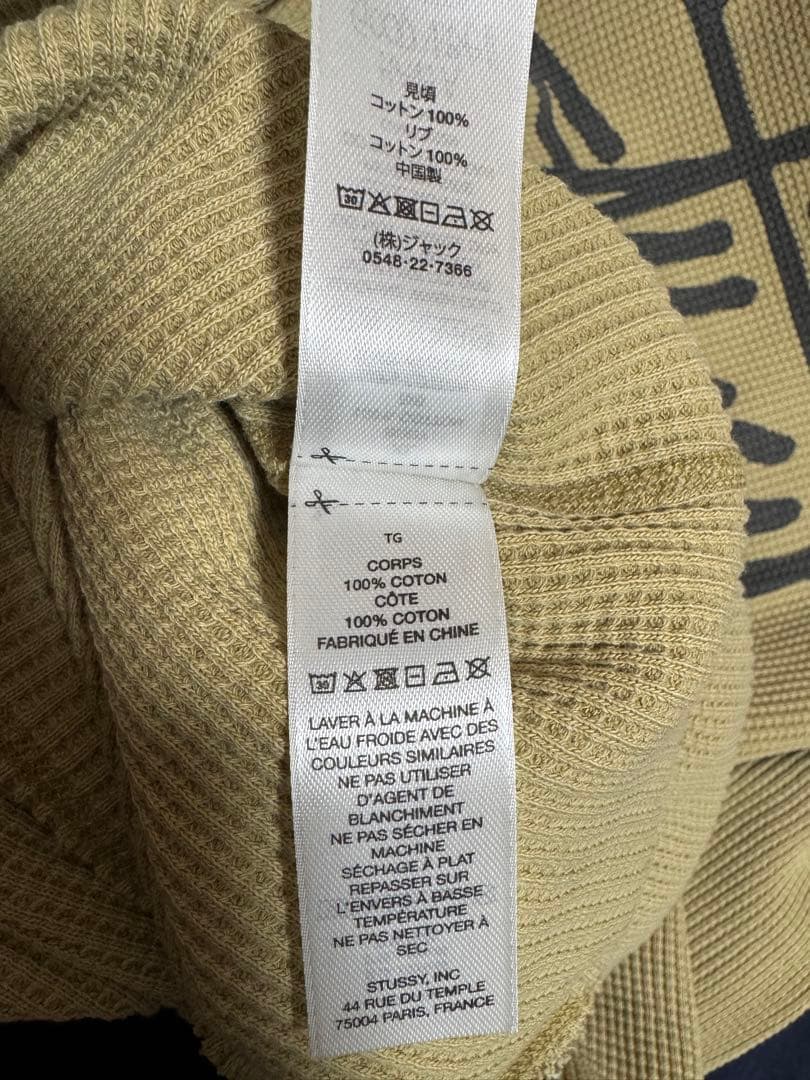 見頃
コットン100%
リブ
コットン100%
中国製
30
(株)ジャック
0548·22·7366
TG
CORPS
100% COTON
CÔTE
100% COTON
FABRIQUÉ EN CHINE
30
LAVER À LA MACHINE À
L'EAU FROIDE AVEC DES
COULEURS SIMILAIRES
NE PAS UTILISER
D'AGENT DE
BLANCHIMENT
NE PAS SÉCHER EN
MACHINE
SÉCHAGE À PLAT
REPASSER SUR
L'ENVERS À BASSE
TEMPÉRATURE
NE PAS NETTOYER À
SEC
STUSSY, INC
44 RUE DU TEMPLE
75004 PARIS, FRANCE